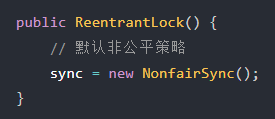 public ReentrantLock() {
    // 默认非公平策略
    sync = new NonfairSync();
}